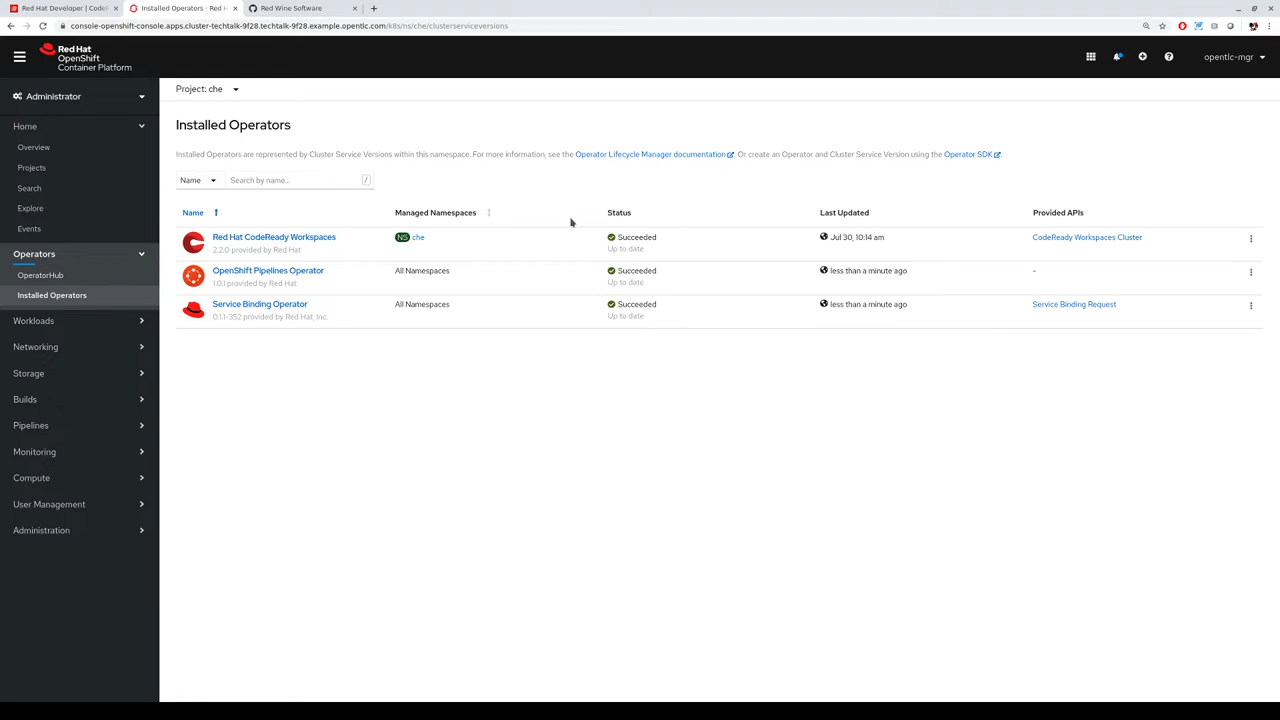 Red Hat Developer | CodeR
Installed Operators - Red H
Red Wine Software
console-openshift-console.apps.cluster-techtalk-9f28.techtalk-9f28.example.opentlc.com/k8s/ns/che/clusterserviceversions
Red Hat
OpenShift
Container Platform
opentlc-mgr
Administrator
Home
Overview
Projects
Search
Explore
Events
Operators
OperatorHub
Installed Operators
Workloads
Networking
Storage
Builds
Pipelines
Monitoring
Compute
User Management
Administration
Project: che
Installed Operators
Installed Operators are represented by Cluster Service Versions within this namespace. For more information, see the Operator Lifecycle Manager documentation. Or create an Operator and Cluster Service Version using the Operator SDK.
Name Search by name... /
Name Managed Namespaces Status Last Updated Provided APIs
Red Hat CodeReady Workspaces NS che Succeeded Jul 30, 10:14 am CodeReady Workspaces Cluster
2.2.0 provided by Red Hat Up to date
OpenShift Pipelines Operator All Namespaces Succeeded less than a minute ago -
1.0.1 provided by Red Hat Up to date
Service Binding Operator All Namespaces Succeeded less than a minute ago Service Binding Request
0.1.1-352 provided by Red Hat, Inc. Up to date